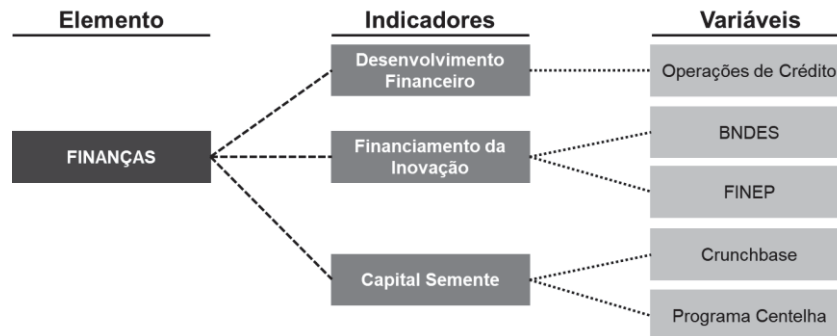 Elemento
Indicadores
Variáveis
Desenvolvimento
Financeiro
Operações de Crédito
FINANÇAS
Financiamento da
Inovação
BNDES
FINEP
Capital Semente
Crunchbase
Programa Centelha